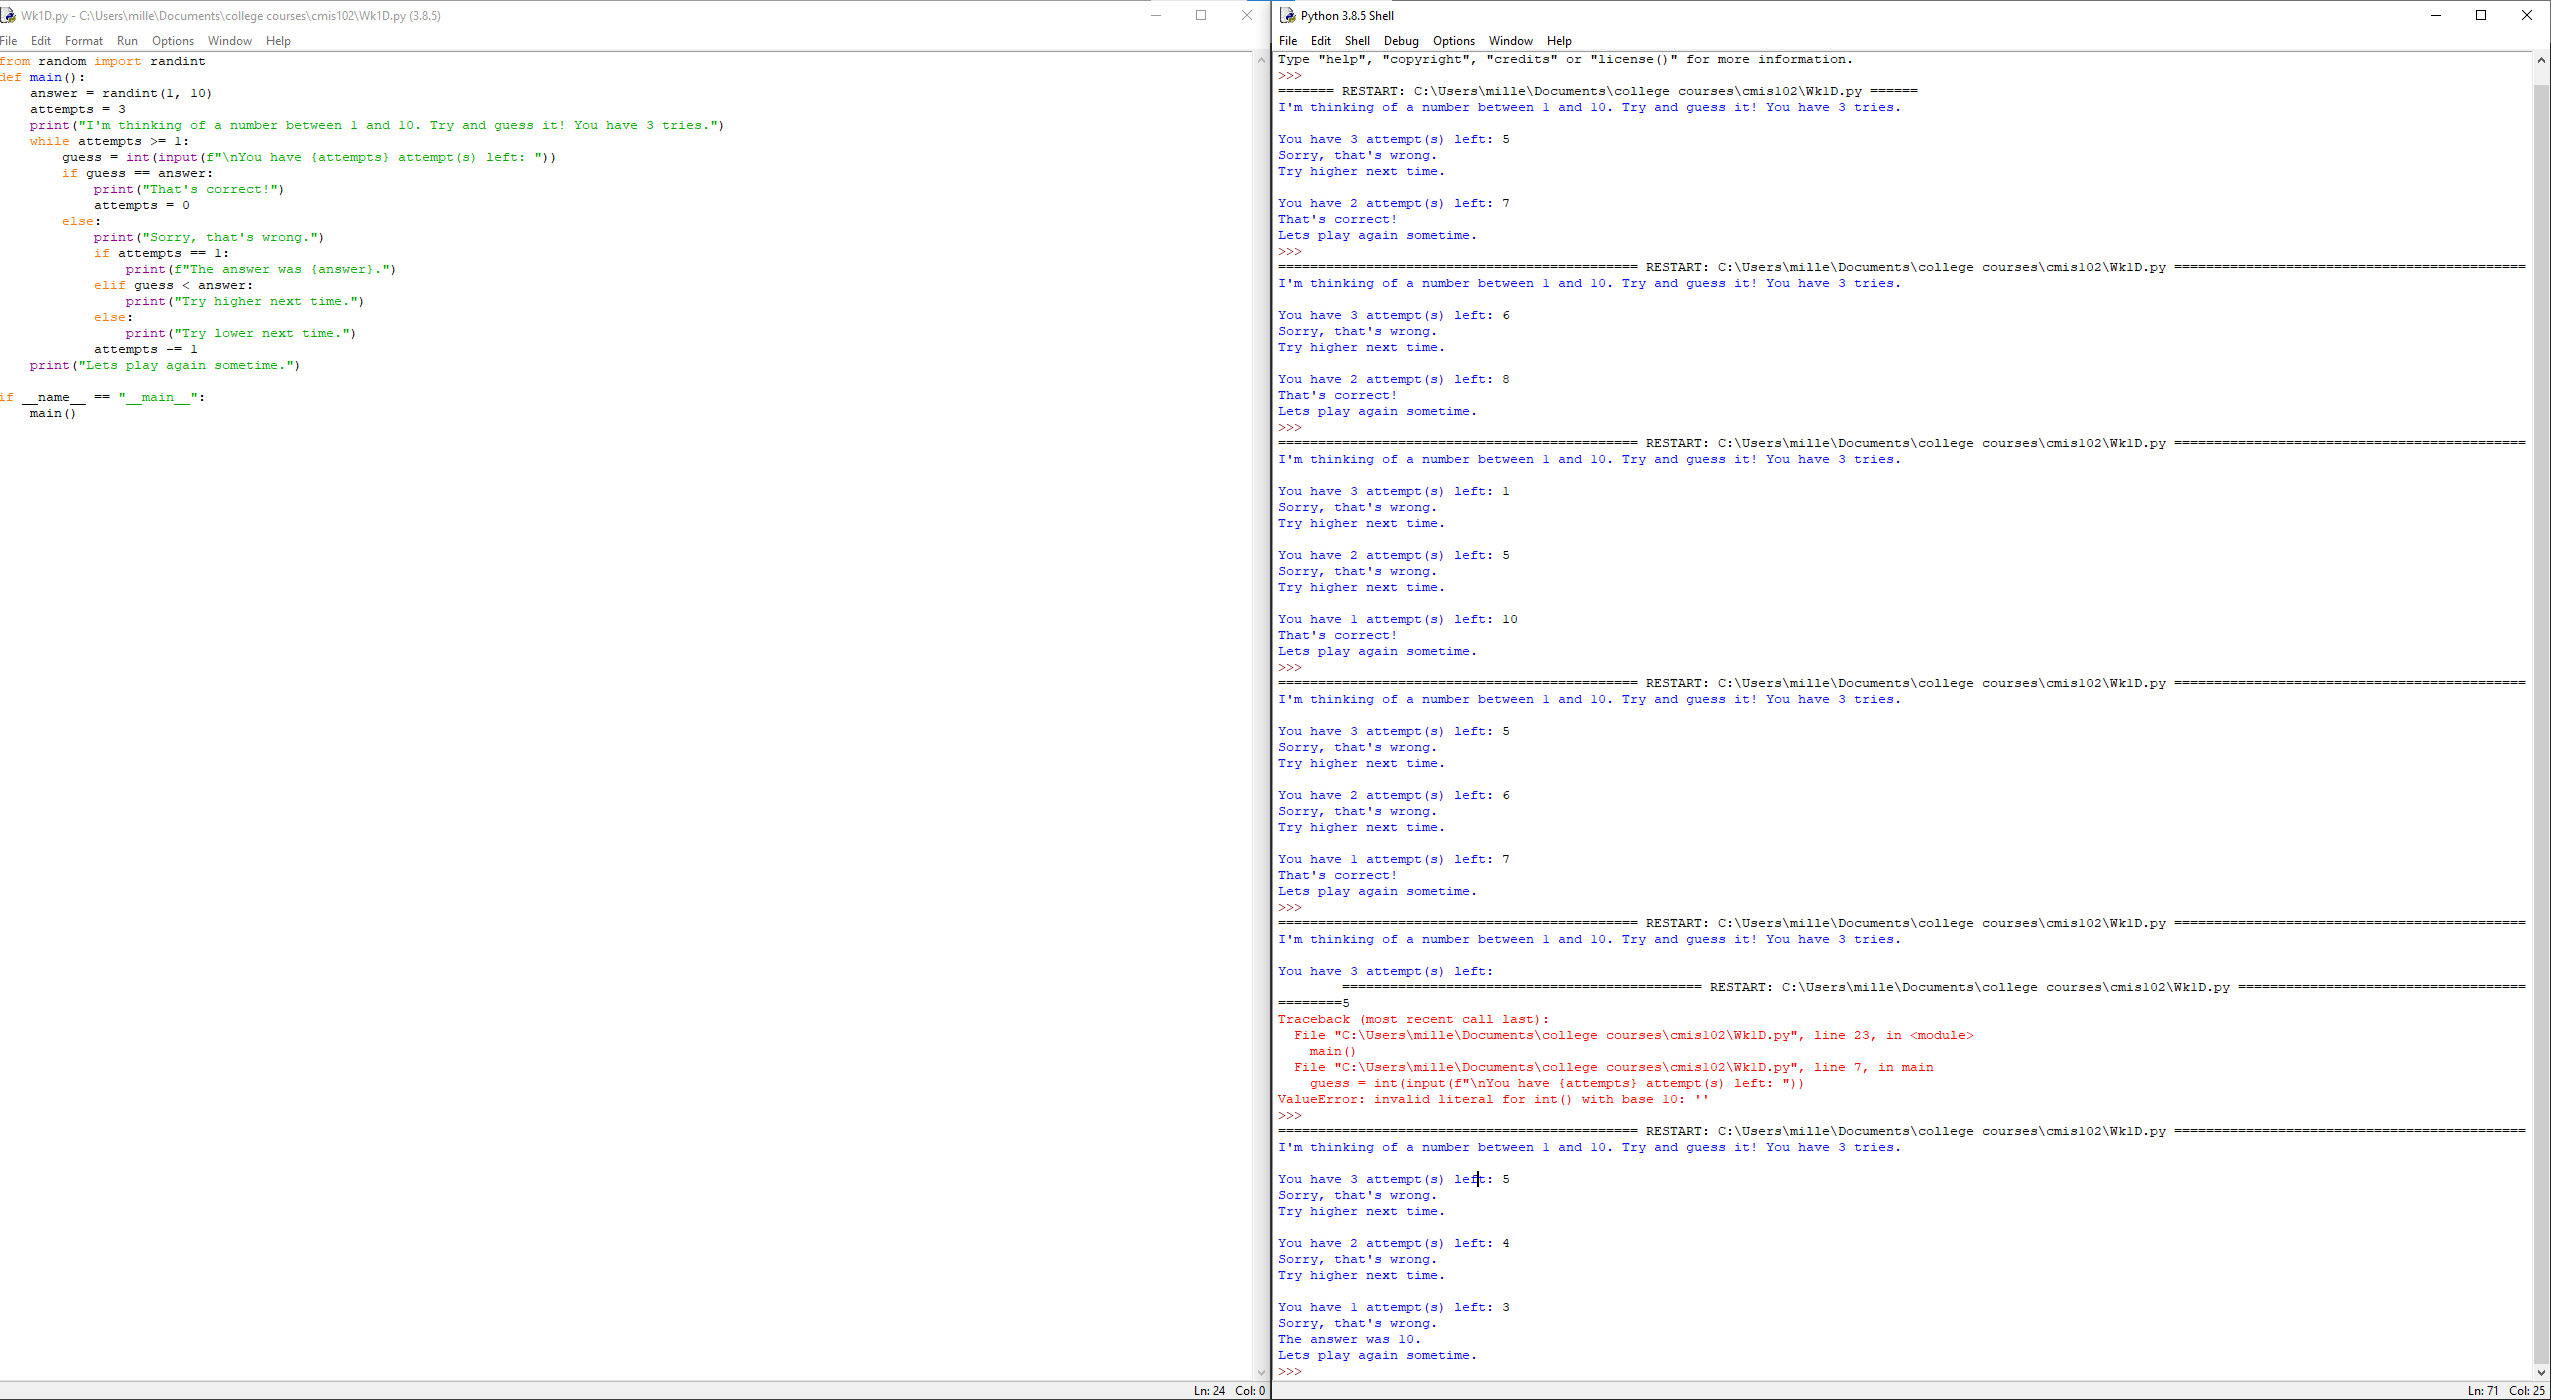 Wk1D.py - C:\Users\mille\Documents\college courses\cmis102\Wk1D.py (3.8.5)
File Edit Format Run Options Window Help
from random import randint
def main():
    answer = randint(1, 10)
    attempts = 3
    print("I'm thinking of a number between 1 and 10. Try and guess it! You have 3 tries.")
    while attempts >= 1:
        guess = int(input(f"\nYou have {attempts} attempt(s) left: "))
        if guess == answer:
            print("That's correct!")
            attempts = 0
        else:
            print("Sorry, that's wrong.")
            if attempts == 1:
                print(f"The answer was {answer}.")
            elif guess < answer:
                print("Try higher next time.")
            else:
                print("Try lower next time.")
            attempts -= 1
    print("Lets play again sometime.")
if __name__ == "__main__":
    main()
Ln: 24 Col: 0
Python 3.8.5 Shell
File Edit Shell Debug Options Window Help
Type "help", "copyright", "credits" or "license()" for more information.
>>>
======= RESTART: C:\Users\mille\Documents\college courses\cmis102\Wk1D.py ======
I'm thinking of a number between 1 and 10. Try and guess it! You have 3 tries.
You have 3 attempt(s) left: 5
Sorry, that's wrong.
Try higher next time.
You have 2 attempt(s) left: 7
That's correct!
Lets play again sometime.
>>>
============================================= RESTART: C:\Users\mille\Documents\college courses\cmis102\Wk1D.py ============================================
I'm thinking of a number between 1 and 10. Try and guess it! You have 3 tries.
You have 3 attempt(s) left: 6
Sorry, that's wrong.
Try higher next time.
You have 2 attempt(s) left: 8
That's correct!
Lets play again sometime.
>>>
============================================= RESTART: C:\Users\mille\Documents\college courses\cmis102\Wk1D.py ============================================
I'm thinking of a number between 1 and 10. Try and guess it! You have 3 tries.
You have 3 attempt(s) left: 1
Sorry, that's wrong.
Try higher next time.
You have 2 attempt(s) left: 5
Sorry, that's wrong.
Try higher next time.
You have 1 attempt(s) left: 10
That's correct!
Lets play again sometime.
>>>
============================================= RESTART: C:\Users\mille\Documents\college courses\cmis102\Wk1D.py ============================================
I'm thinking of a number between 1 and 10. Try and guess it! You have 3 tries.
You have 3 attempt(s) left: 5
Sorry, that's wrong.
Try higher next time.
You have 2 attempt(s) left: 6
Sorry, that's wrong.
Try higher next time.
You have 1 attempt(s) left: 7
That's correct!
Lets play again sometime.
>>>
============================================= RESTART: C:\Users\mille\Documents\college courses\cmis102\Wk1D.py ============================================
I'm thinking of a number between 1 and 10. Try and guess it! You have 3 tries.
You have 3 attempt(s) left:
        ============================================= RESTART: C:\Users\mille\Documents\college courses\cmis102\Wk1D.py ====================================
========5
Traceback (most recent call last):
  File "C:\Users\mille\Documents\college courses\cmis102\Wk1D.py", line 23, in <module>
    main()
  File "C:\Users\mille\Documents\college courses\cmis102\Wk1D.py", line 7, in main
    guess = int(input(f"\nYou have {attempts} attempt(s) left: "))
ValueError: invalid literal for int() with base 10: ''
>>>
============================================= RESTART: C:\Users\mille\Documents\college courses\cmis102\Wk1D.py ============================================
I'm thinking of a number between 1 and 10. Try and guess it! You have 3 tries.
You have 3 attempt(s) left: 5
Sorry, that's wrong.
Try higher next time.
You have 2 attempt(s) left: 4
Sorry, that's wrong.
Try higher next time.
You have 1 attempt(s) left: 3
Sorry, that's wrong.
The answer was 10.
Lets play again sometime.
>>>
Ln: 71 Col: 25